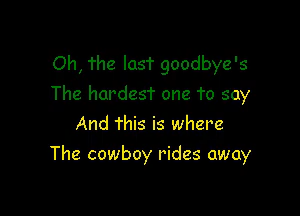 Oh, the last goodbye's
The hardest one to say
And this is where
The cowboy rides away